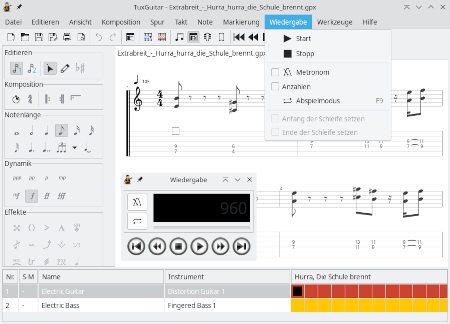 TuxGuitar - Extrabreit_-_Hurra_hurra_die_Schule_brennt.gpx
Datei Editieren Ansicht Komposition Spur Takt Note Markierung Wiedergabe Werkzeuge Hilfe
Editieren
Komposition
Notenlänge
Dynamik
Effekte
Extrabreit_-_Hurra_hurra_die_Schule_brennt.gpx
Start
Stopp
Metronom
Anzahlen
Abspielmodus F9
Anfang der Schleife setzen
Ende der Schleife setzen
Wiedergabe
960
Nr. S-M Name Instrument Hurra, Die Schule brennt
1 Electric Guitar Distortion Guitar 1
2 Electric Bass Fingered Bass 1